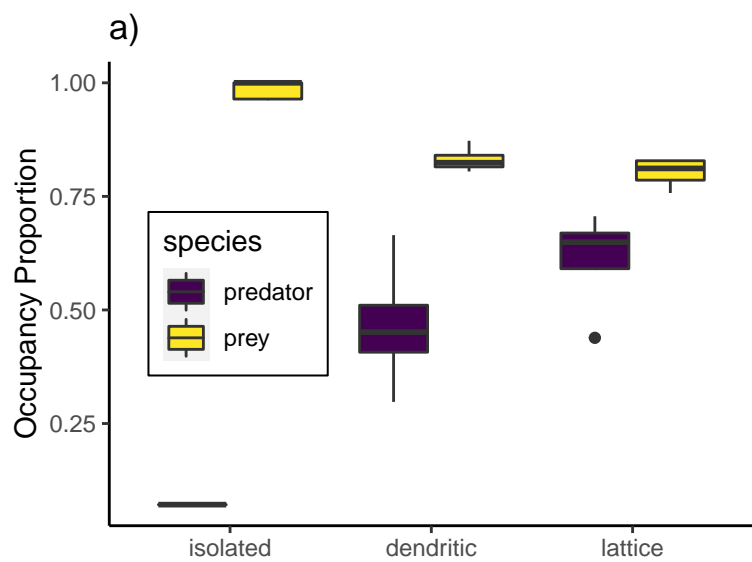 a)
Occupancy Proportion
1.00
0.75
0.50
0.25
species
predator
prey
isolated
dendritic
lattice